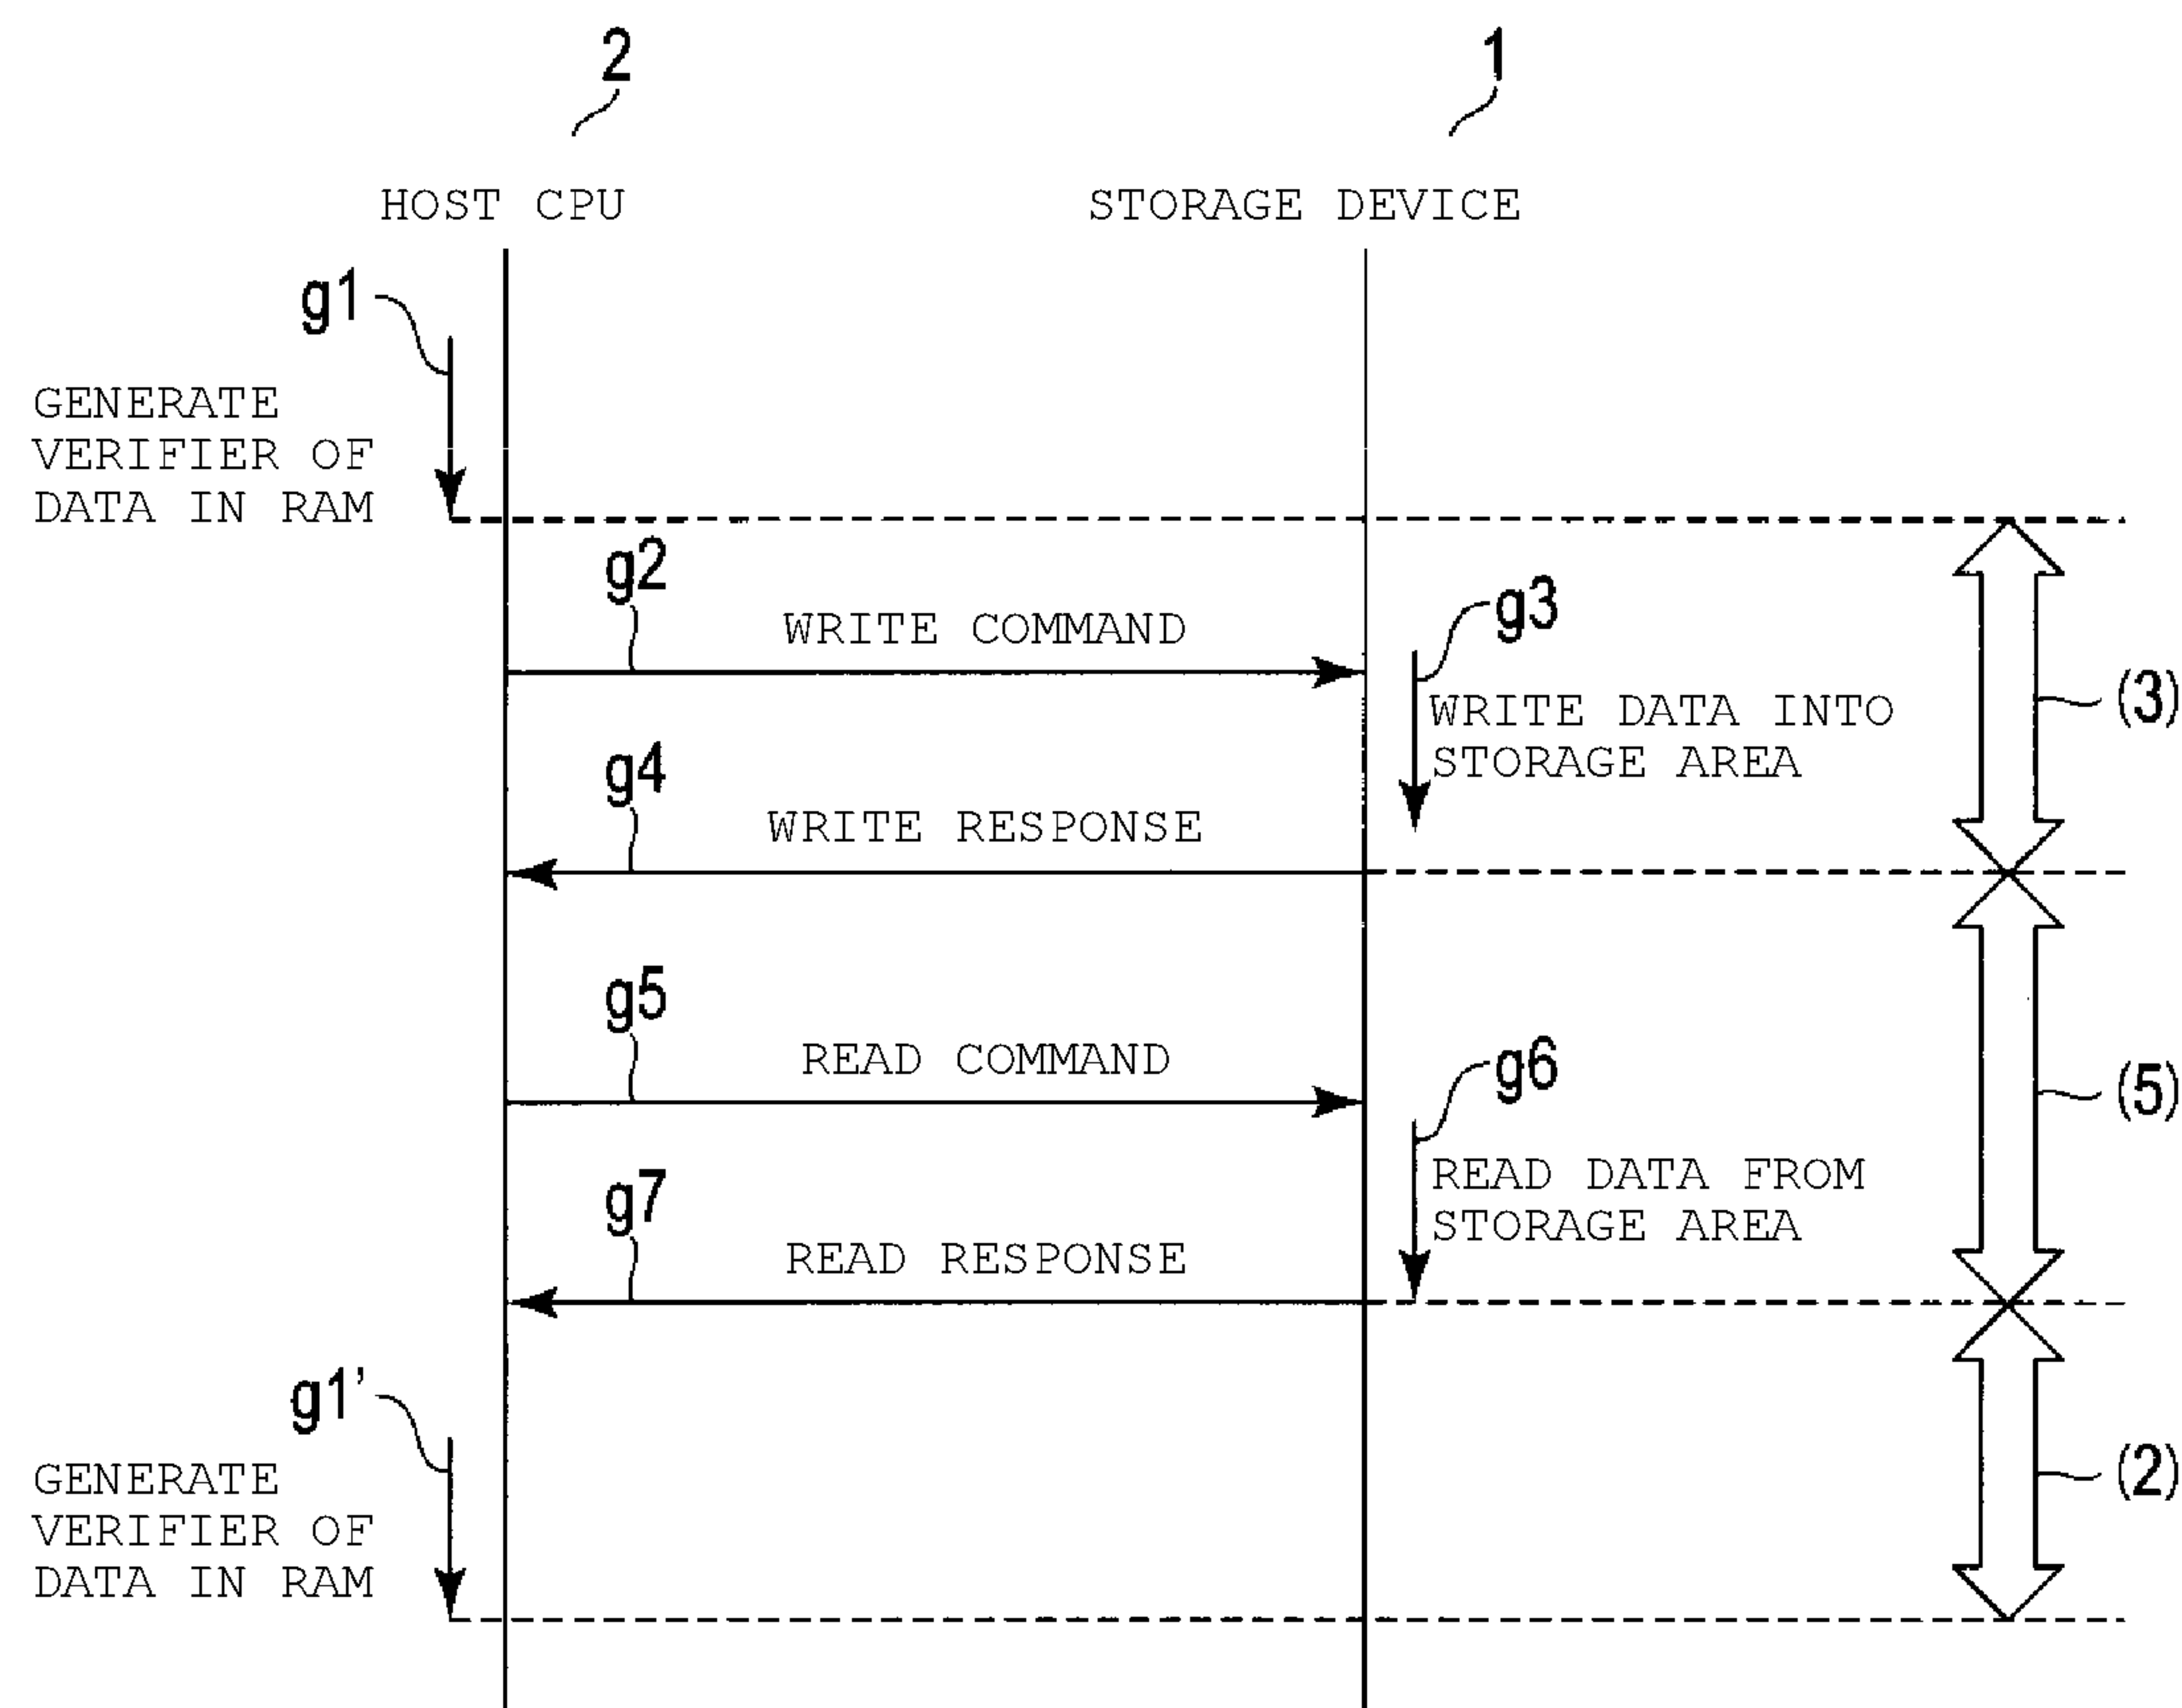 2
1
HOST CPU
STORAGE DEVICE
g1
GENERATE
VERIFIER OF
DATA IN RAM
g2
WRITE COMMAND
g3
WRITE DATA INTO
STORAGE AREA
(3)
g4
WRITE RESPONSE
g5
READ COMMAND
g6
READ DATA FROM
STORAGE AREA
(5)
g7
READ RESPONSE
g1’
GENERATE
VERIFIER OF
DATA IN RAM
(2)